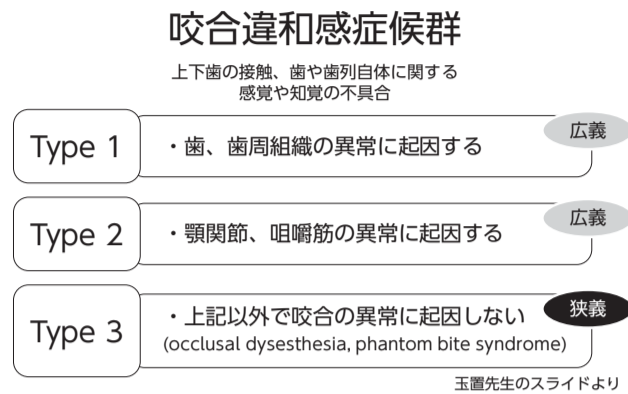 咬合違和感症候群
上下歯の接触、歯や歯列自体に関する
感覚や知覚の不具合
Type 1
・歯、歯周組織の異常に起因する
広義
Type 2
・顎関節、咀嚼筋の異常に起因する
広義
Type 3
・上記以外で咬合の異常に起因しない
(occlusal dysesthesia, phantom bite syndrome)
狭義
玉置先生のスライドより